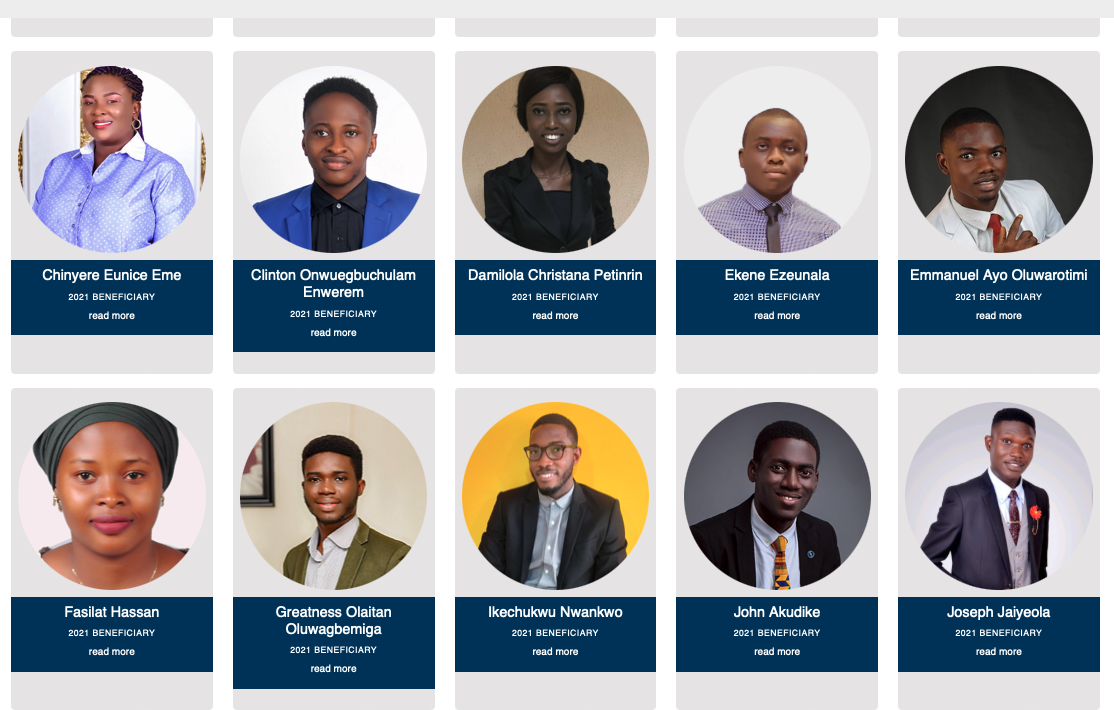 Chinyere Eunice Eme
2021 BENEFICIARY
read more
Clinton Onwuegbuchulam
Enwerem
2021 BENEFICIARY
read more
Damilola Christana Petinrin
2021 BENEFICIARY
read more
Ekene Ezeunala
2021 BENEFICIARY
read more
Emmanuel Ayo Oluwarotimi
2021 BENEFICIARY
read more
Fasilat Hassan
2021 BENEFICIARY
read more
Greatness Olaitan
Oluwagbemiga
2021 BENEFICIARY
read more
Ikechukwu Nwankwo
2021 BENEFICIARY
read more
John Akudike
2021 BENEFICIARY
read more
Joseph Jaiyeola
2021 BENEFICIARY
read more